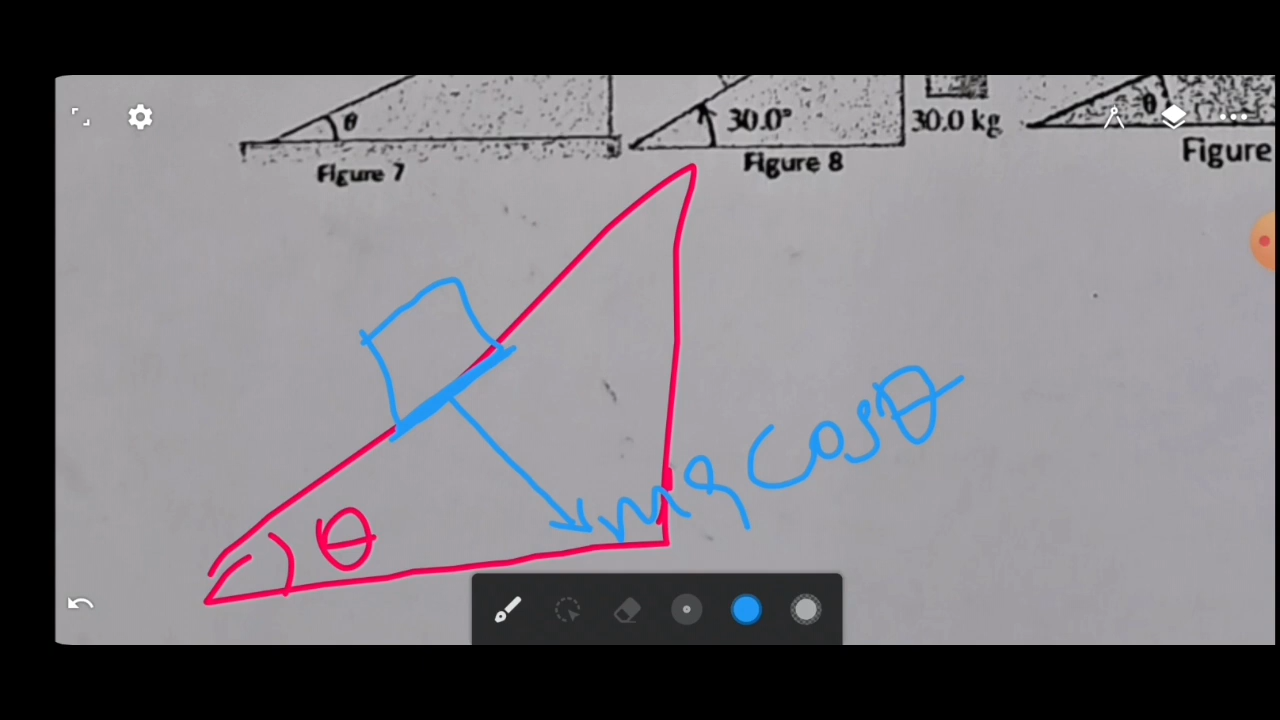 θ
30.0°
30.0 kg
θ
Figure 7
Figure 8
Figure
mg cosθ
θ